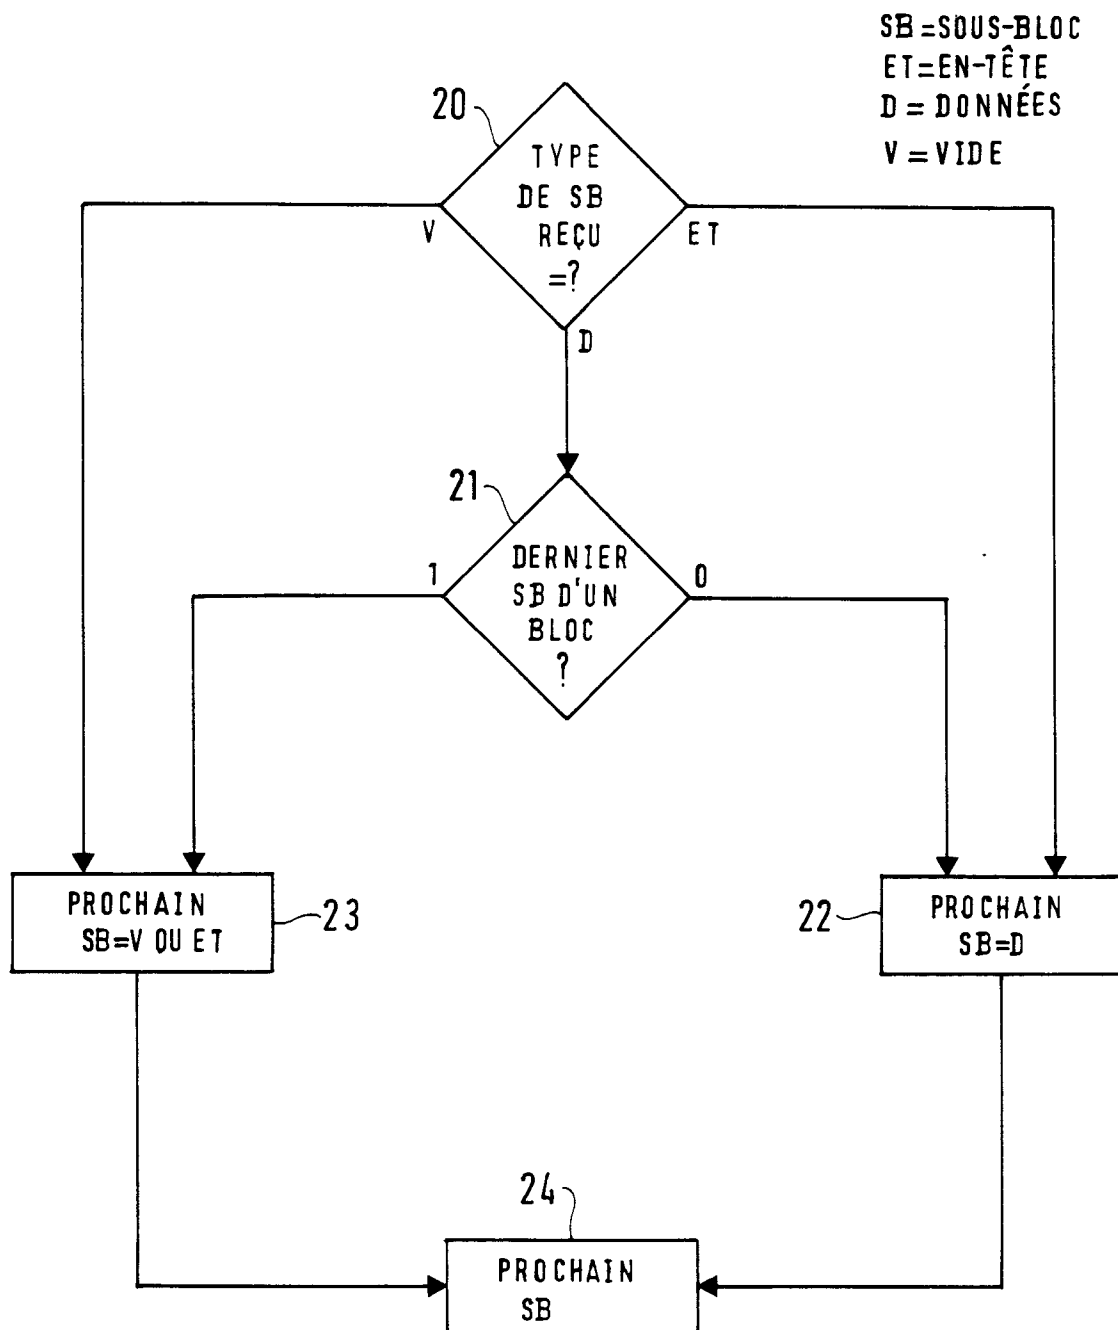 SB=SOUS-BLOC
ET=EN-TÊTE
D=DONNÉES
V=VIDE
20
TYPE
DE SB
REÇU
=?
V
ET
D
21
DERNIER
SB D'UN
BLOC
?
1
0
PROCHAIN
SB=V OU ET
23
22
PROCHAIN
SB=D
24
PROCHAIN
SB